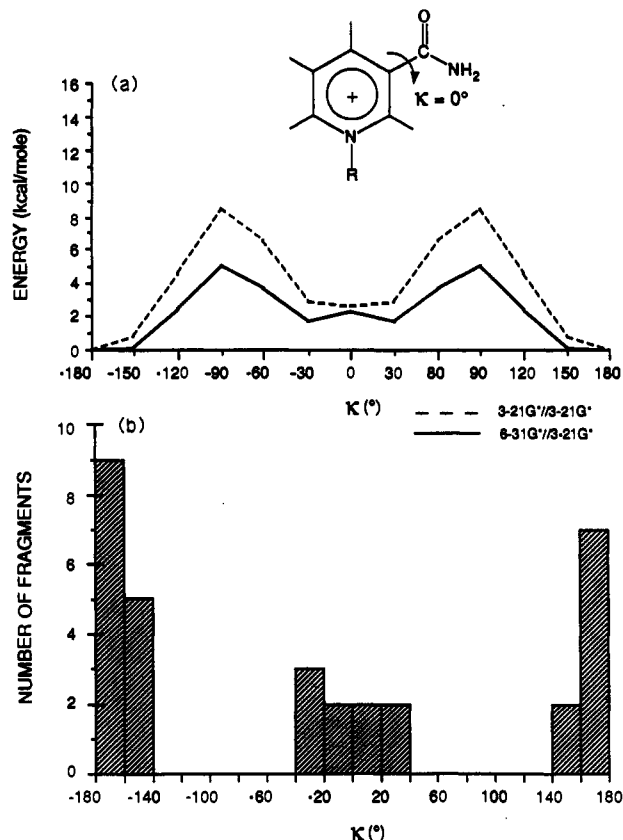 (a)
O
C
NH2
κ = 0°
+
N
R
ENERGY (kcal/mole)
16
14
12
10
8
6
4
2
0
-180 -150 -120 -90 -60 -30 0 30 60 90 120 150 180
κ (°)
3-21G*//3-21G*
6-31G*//3-21G*
(b)
NUMBER OF FRAGMENTS
10
8
6
4
2
0
-180 -140 -100 -60 -20 20 60 100 140 180
κ (°)